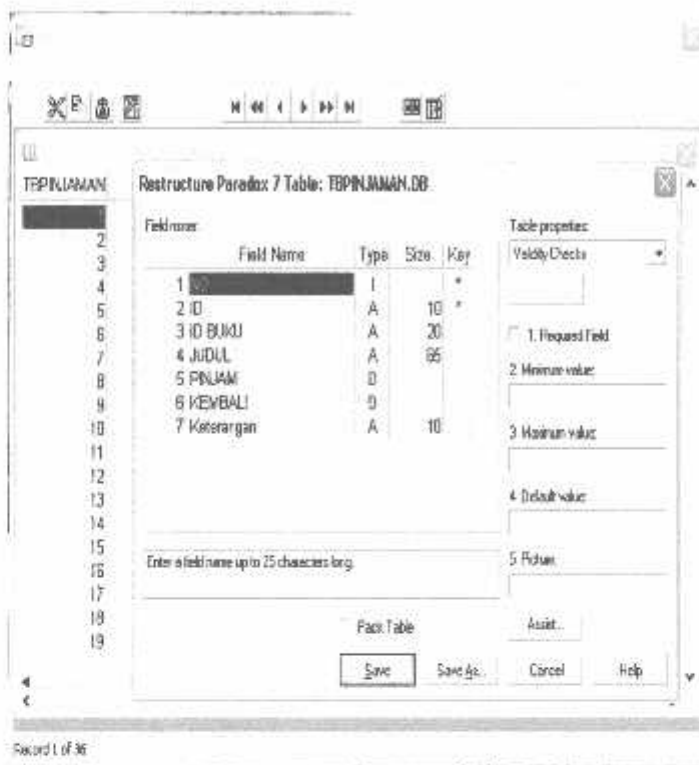 TBPINJAMAN
Restructure Paradox 7 Table: TBPINJAMAN.DB
Field roster:
Field Name Type Size Key
1 NO I *
2 ID A 10 *
3 ID BUKU A 20
4 JUDUL A 65
5 PINJAM D
6 KEMBALI D
7 Keterangan A 10
Enter a field name up to 25 characters long.
Pack Table
Table properties:
Validity Checks
1. Required Field
2. Minimum value:
3. Maximum value:
4. Default value:
5. Picture:
Assist...
Save
Save As...
Cancel
Help
1
2
3
4
5
6
7
8
9
10
11
12
13
14
15
16
17
18
19
Record 1 of 36